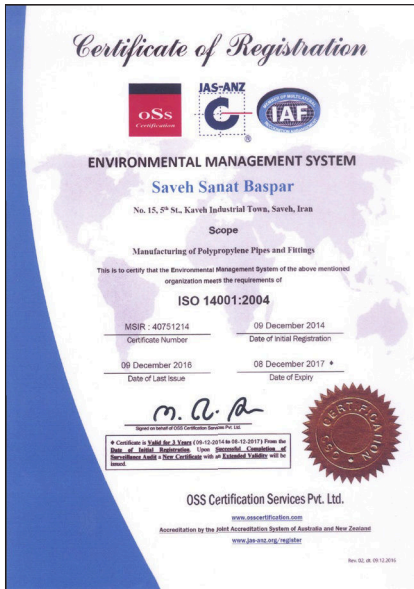 Certificate of Registration
oSs
Certification
JAS-ANZ
C
®
MEMBER OF MULTILATERAL
IAF
ENVIRONMENTAL MANAGEMENT SYSTEM
Saveh Sanat Baspar
No. 15, 5th St., Kaveh Industrial Town, Saveh, Iran
Scope
Manufacturing of Polypropylene Pipes and Fittings
This is to certify that the Environmental Management System of the above mentioned
organization meets the requirements of
ISO 14001:2004
MSIR : 40751214
Certificate Number
09 December 2014
Date of Initial Registration
09 December 2016
Date of Last Issue
08 December 2017 ♦
Date of Expiry
Signed on behalf of OSS Certification Services Pvt. Ltd.
♦ Certificate is Valid for 3 Years (09-12-2014 to 08-12-2017) From the
Date of Initial Registration. Upon Successful Completion of
Surveillance Audit a New Certificate with an Extended Validity will be
issued.
CERTIFICATION
OSS
OSS Certification Services Pvt. Ltd.
www.osscertification.com
Accreditation by the Joint Accreditation System of Australia and New Zealand
www.jas-anz.org/register
Rev. 02, dt. 09.12.2016